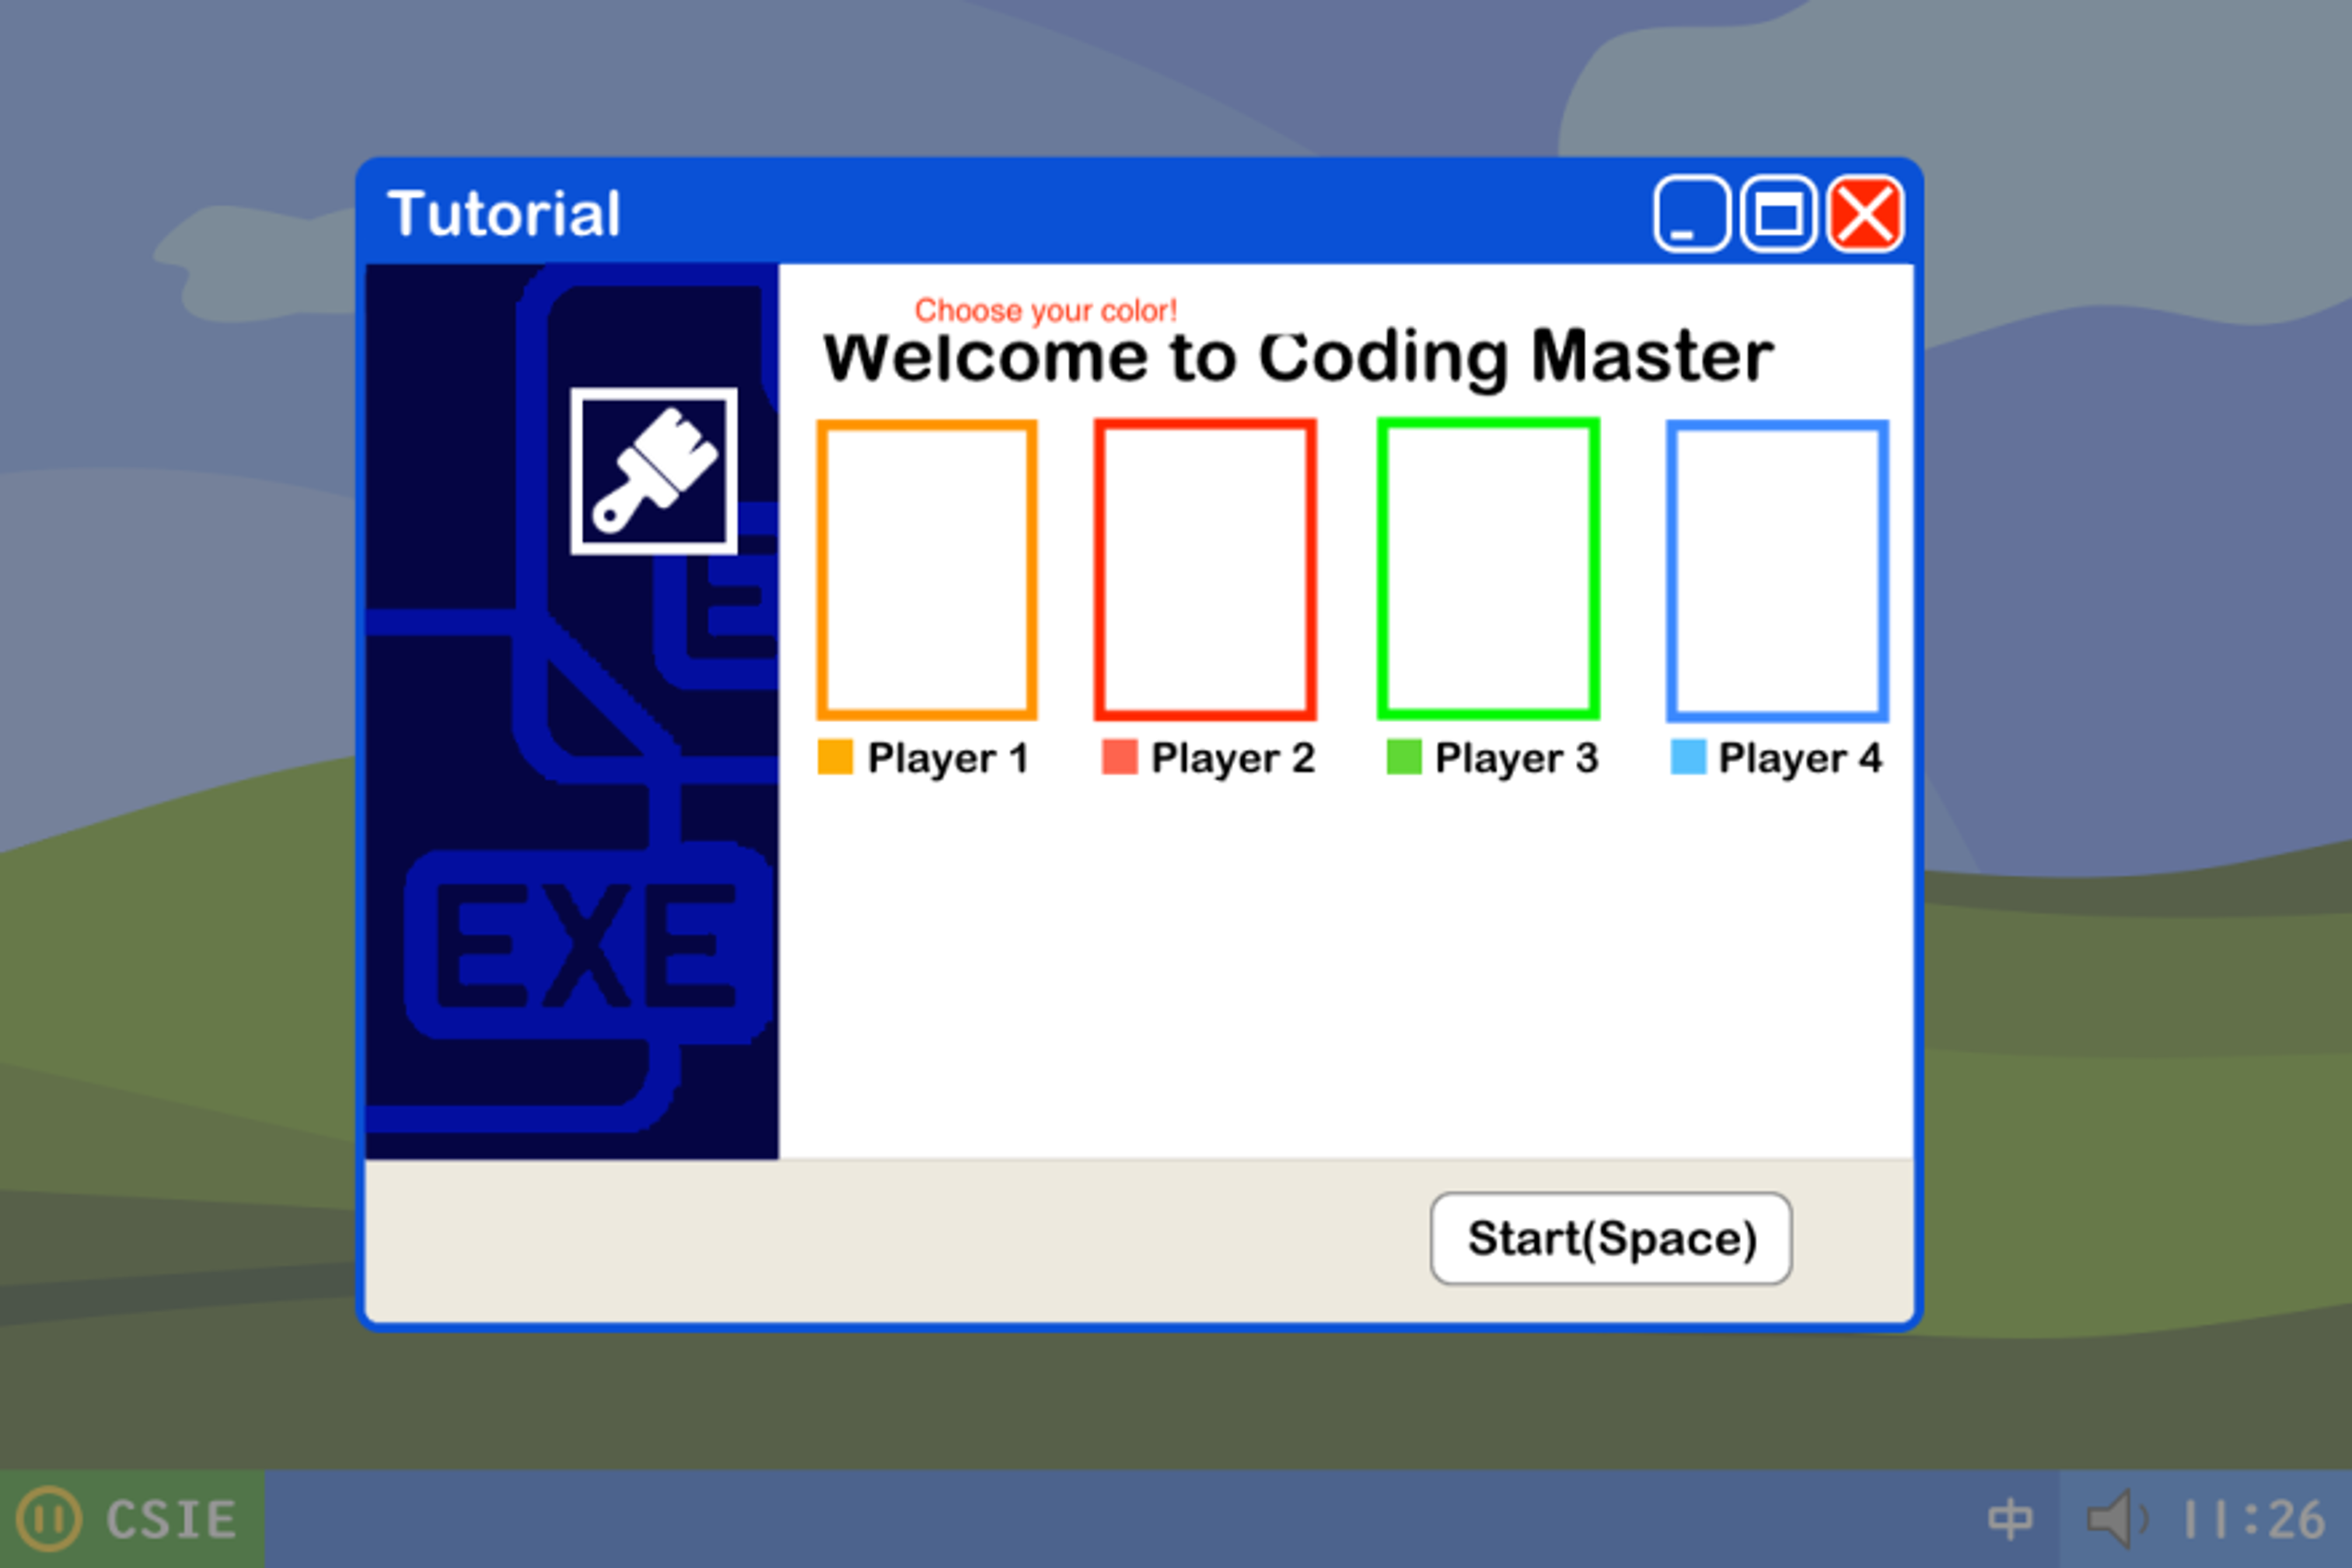 Tutorial
Choose your color!
Welcome to Coding Master
Player 1 Player 2 Player 3 Player 4
E
EXE
Start(Space)
CSIE 中 11:26